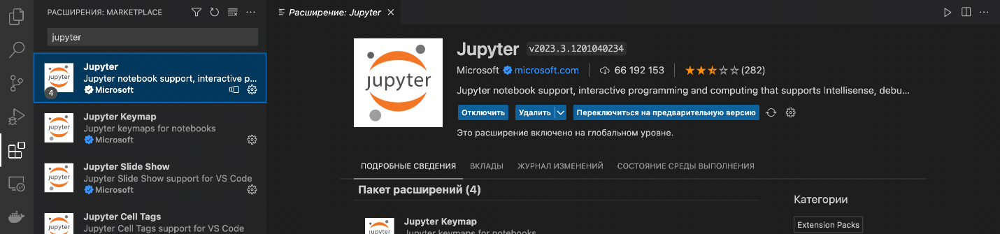 РАСШИРЕНИЯ: MARKETPLACE
jupyter
jupyter
4
Jupyter
Jupyter notebook support, interactive p...
Microsoft
jupyter
Jupyter Keymap
Jupyter keymaps for notebooks
Microsoft
jupyter
Jupyter Slide Show
Jupyter Slide Show support for VS Code
Microsoft
jupyter
Jupyter Cell Tags
Jupyter Cell Tags support for VS Code
Расширение: Jupyter
jupyter
Jupyter v2023.3.1201040234
Microsoft microsoft.com 66 192 153 (282)
Jupyter notebook support, interactive programming and computing that supports Intellisense, debu...
Отключить Удалить Переключиться на предварительную версию
Это расширение включено на глобальном уровне.
ПОДРОБНЫЕ СВЕДЕНИЯ ВКЛАДЫ ЖУРНАЛ ИЗМЕНЕНИЙ СОСТОЯНИЕ СРЕДЫ ВЫПОЛНЕНИЯ
Пакет расширений (4)
jupyter
Jupyter Keymap
Jupyter keymaps for notebooks
Категории
Extension Packs